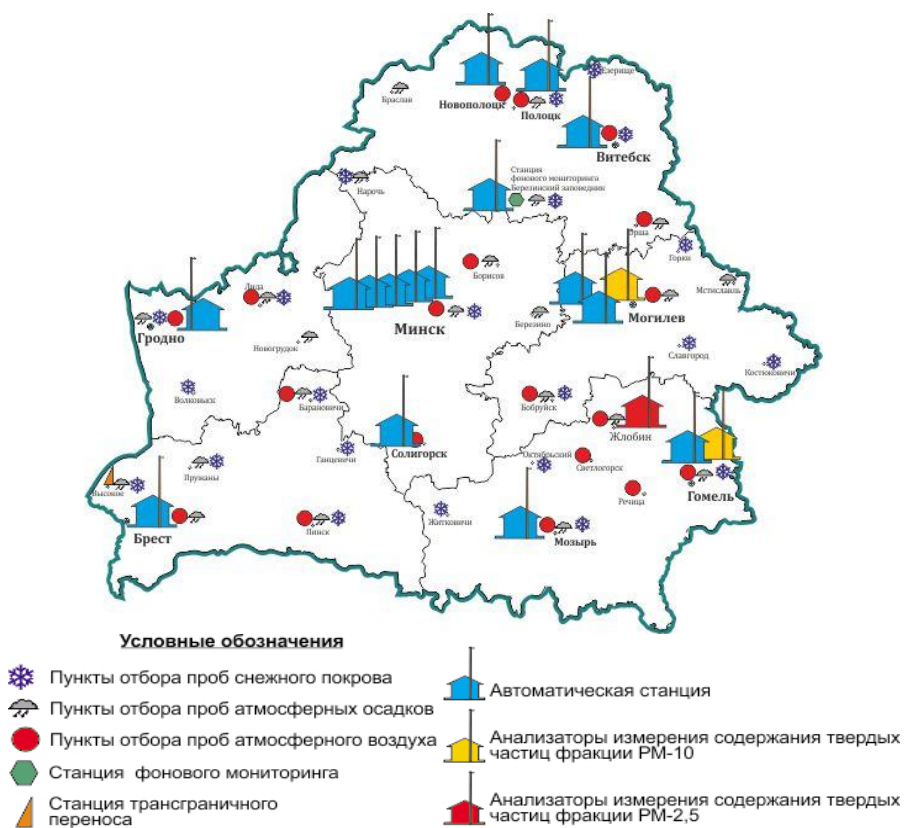 Езерище
Браслав
Новополоцк
Полоцк
Витебск
Станция
фонового мониторинга
Березинский заповедник
Нарочь
Орша
Горки
Лида
Борисов
Мстиславль
Минск
Березино
Могилев
Гродно
Новогрудок
Славгород
Костюковичи
Волковыск
Барановичи
Бобруйск
Жлобин
Солигорск
Ганцевичи
Октябрьский
Светлогорск
Пружаны
Высокое
Речица
Гомель
Житковичи
Брест
Пинск
Мозырь
Условные обозначения
Пункты отбора проб снежного покрова
Пункты отбора проб атмосферных осадков
Пункты отбора проб атмосферного воздуха
Станция фонового мониторинга
Станция трансграничного
переноса
Автоматическая станция
Анализаторы измерения содержания твердых
частиц фракции РМ-10
Анализаторы измерения содержания твердых
частиц фракции РМ-2,5